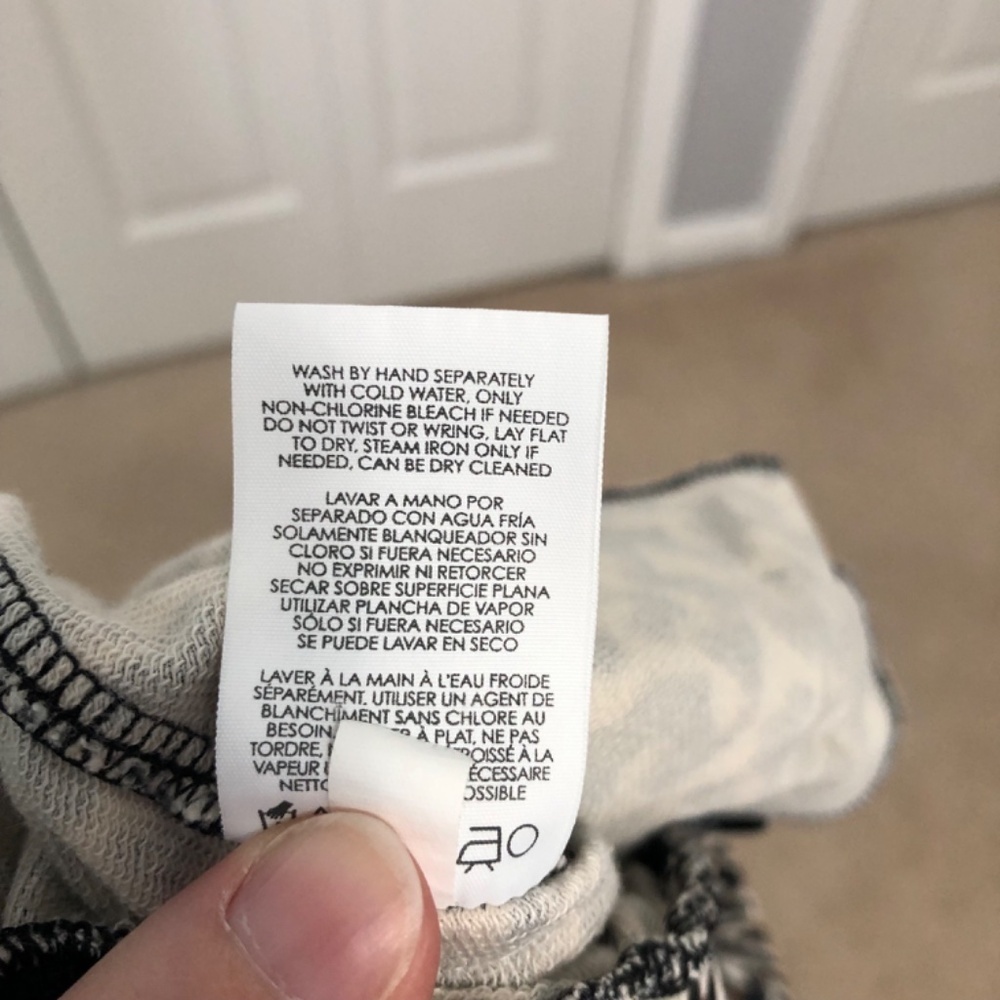 WASH BY HAND SEPARATELY
WITH COLD WATER, ONLY
NON-CHLORINE BLEACH IF NEEDED
DO NOT TWIST OR WRING, LAY FLAT
TO DRY, STEAM IRON ONLY IF
NEEDED, CAN BE DRY CLEANED
LAVAR A MANO POR
SEPARADO CON AGUA FRÍA
SOLAMENTE BLANQUEADOR SIN
CLORO SI FUERA NECESARIO
NO EXPRIMIR NI RETORCER
SECAR SOBRE SUPERFICIE PLANA
UTILIZAR PLANCHA DE VAPOR
SÓLO SI FUERA NECESARIO
SE PUEDE LAVAR EN SECO
LAVER À LA MAIN À L'EAU FROIDE
SÉPARÉMENT. UTILISER UN AGENT DE
BLANCHIMENT SANS CHLORE AU
BESOIN, À PLAT, NE PAS
TORDRE, À LA
VAPEUR